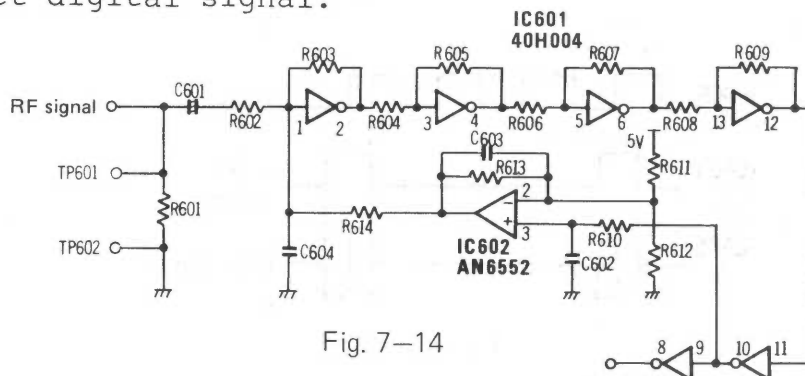 ct digital signal.
IC601
40H004
R603
R605
R607
R609
C601
RF signal
R602
1
2
R604
3
4
R606
5
6
R608
13
12
C603
5V
R613
R611
TP601
2
R601
R614
3
R610
IC602
AN6552
C602
R612
TP602
C604
Fig. 7-14
8
9
10
11